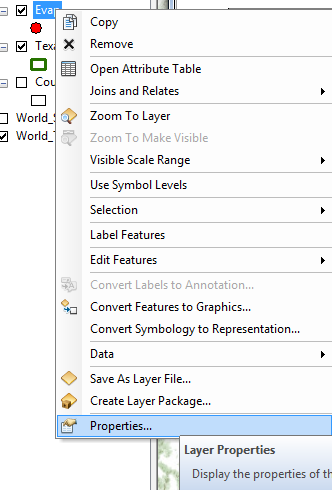 Evap
Copy
Remove
Texa
Open Attribute Table
Cou
Joins and Relates
World_S
Zoom To Layer
World_T
Zoom To Make Visible
Visible Scale Range
Use Symbol Levels
Selection
Label Features
Edit Features
Convert Labels to Annotation...
Convert Features to Graphics...
Convert Symbology to Representation...
Data
Save As Layer File...
Create Layer Package...
Properties...
Layer Properties
Display the properties of th